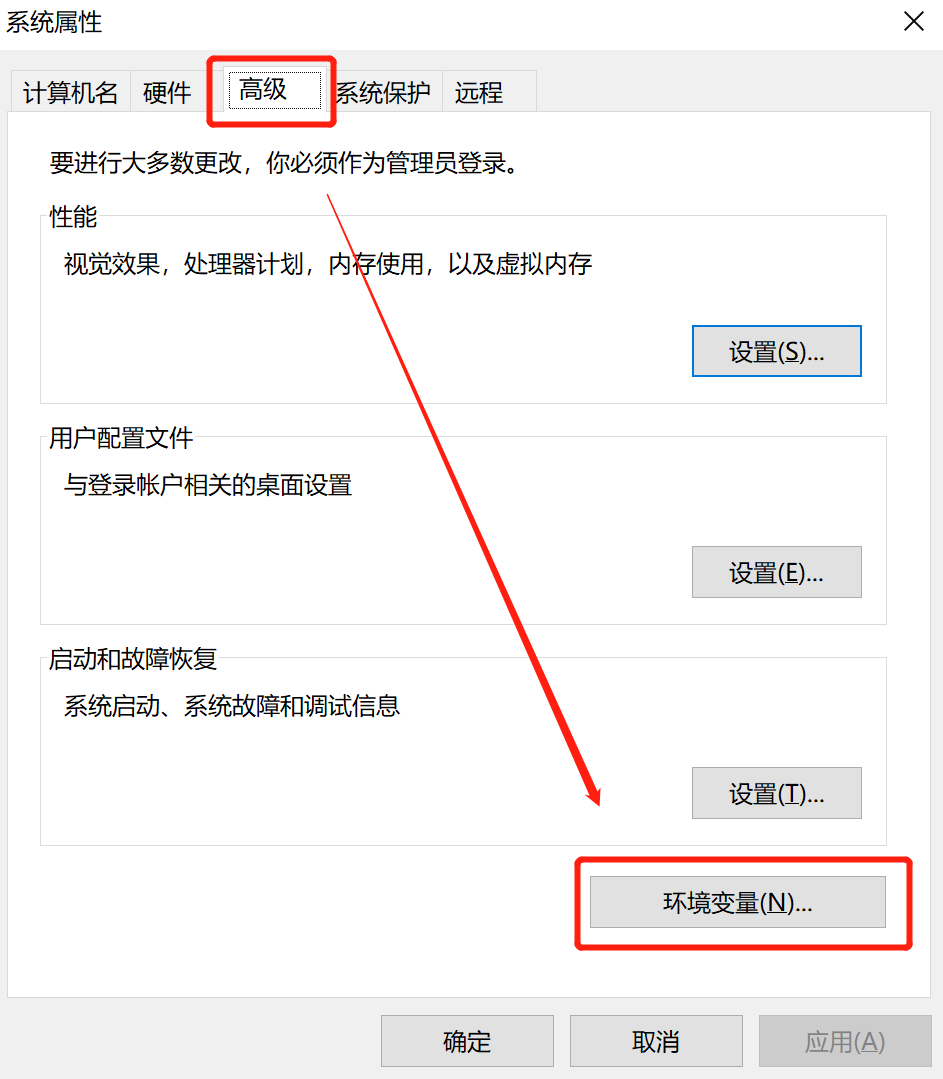 系统属性
计算机名 硬件 高级 系统保护 远程
要进行大多数更改，你必须作为管理员登录。
性能
视觉效果，处理器计划，内存使用，以及虚拟内存
设置(S)...
用户配置文件
与登录帐户相关的桌面设置
设置(E)...
启动和故障恢复
系统启动、系统故障和调试信息
设置(T)...
环境变量(N)...
确定 取消 应用(A)